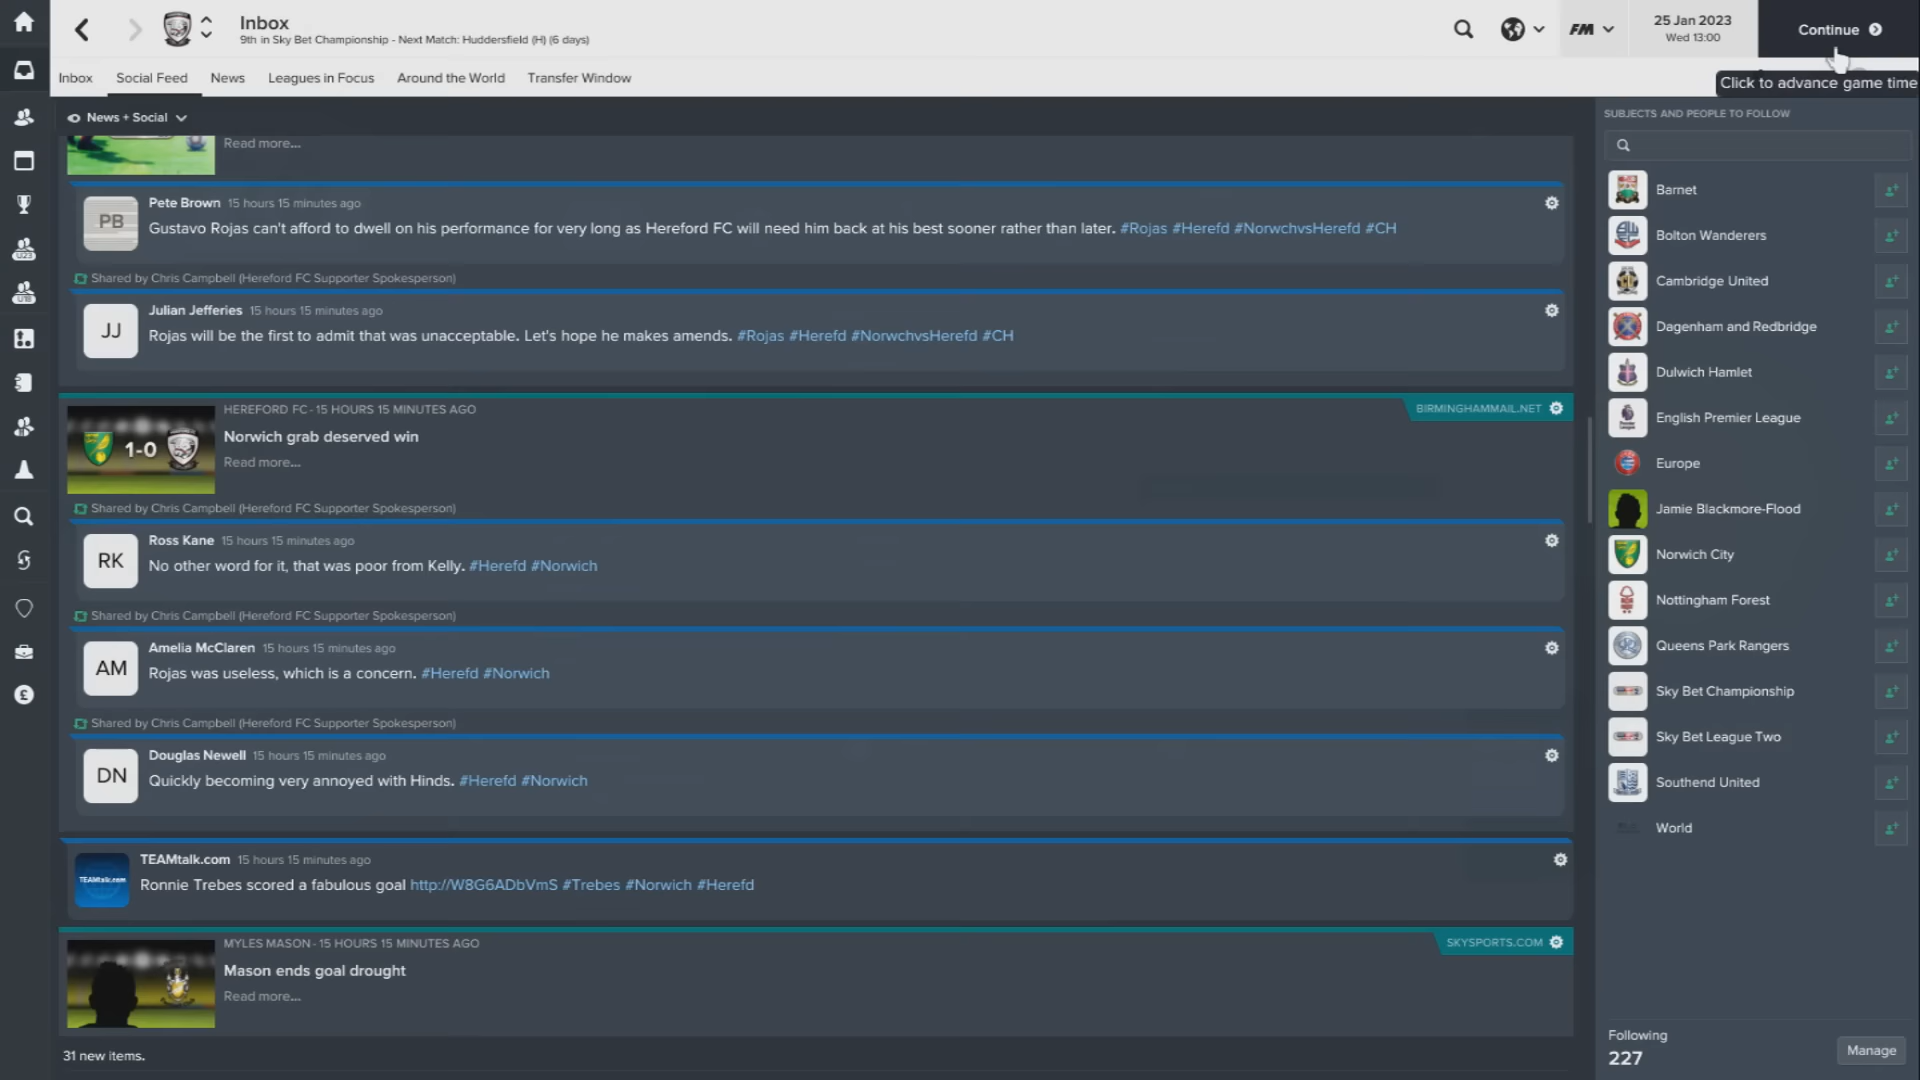 Inbox
9th in Sky Bet Championship - Next Match: Huddersfield (H) (6 days)
FM
25 Jan 2023
Wed 13:00
Continue
Click to advance game time
Inbox Social Feed News Leagues in Focus Around the World Transfer Window
News + Social
Read more...
PB
Pete Brown 15 hours 15 minutes ago
Gustavo Rojas can't afford to dwell on his performance for very long as Hereford FC will need him back at his best sooner rather than later. #Rojas #Herefd #NorwchvsHerefd #CH
Shared by Chris Campbell (Hereford FC Supporter Spokesperson)
JJ
Julian Jefferies 15 hours 15 minutes ago
Rojas will be the first to admit that was unacceptable. Let's hope he makes amends. #Rojas #Herefd #NorwchvsHerefd #CH
HEREFORD FC - 15 HOURS 15 MINUTES AGO
BIRMINGHAMMAIL.NET
1-0
Norwich grab deserved win
Read more...
Shared by Chris Campbell (Hereford FC Supporter Spokesperson)
RK
Ross Kane 15 hours 15 minutes ago
No other word for it, that was poor from Kelly. #Herefd #Norwich
Shared by Chris Campbell (Hereford FC Supporter Spokesperson)
AM
Amelia McClaren 15 hours 15 minutes ago
Rojas was useless, which is a concern. #Herefd #Norwich
Shared by Chris Campbell (Hereford FC Supporter Spokesperson)
DN
Douglas Newell 15 hours 15 minutes ago
Quickly becoming very annoyed with Hinds. #Herefd #Norwich
TEAMtalk.com
TEAMtalk.com 15 hours 15 minutes ago
Ronnie Trebes scored a fabulous goal http://W8G6ADbVmS #Trebes #Norwich #Herefd
MYLES MASON - 15 HOURS 15 MINUTES AGO
SKYSPORTS.COM
Mason ends goal drought
Read more...
31 new items.
U23
U18
SUBJECTS AND PEOPLE TO FOLLOW
Barnet
Bolton Wanderers
Cambridge United
Dagenham and Redbridge
Dulwich Hamlet
English Premier League
Europe
Jamie Blackmore-Flood
Norwich City
Nottingham Forest
Queens Park Rangers
Sky Bet Championship
Sky Bet League Two
Southend United
World
Following
227
Manage